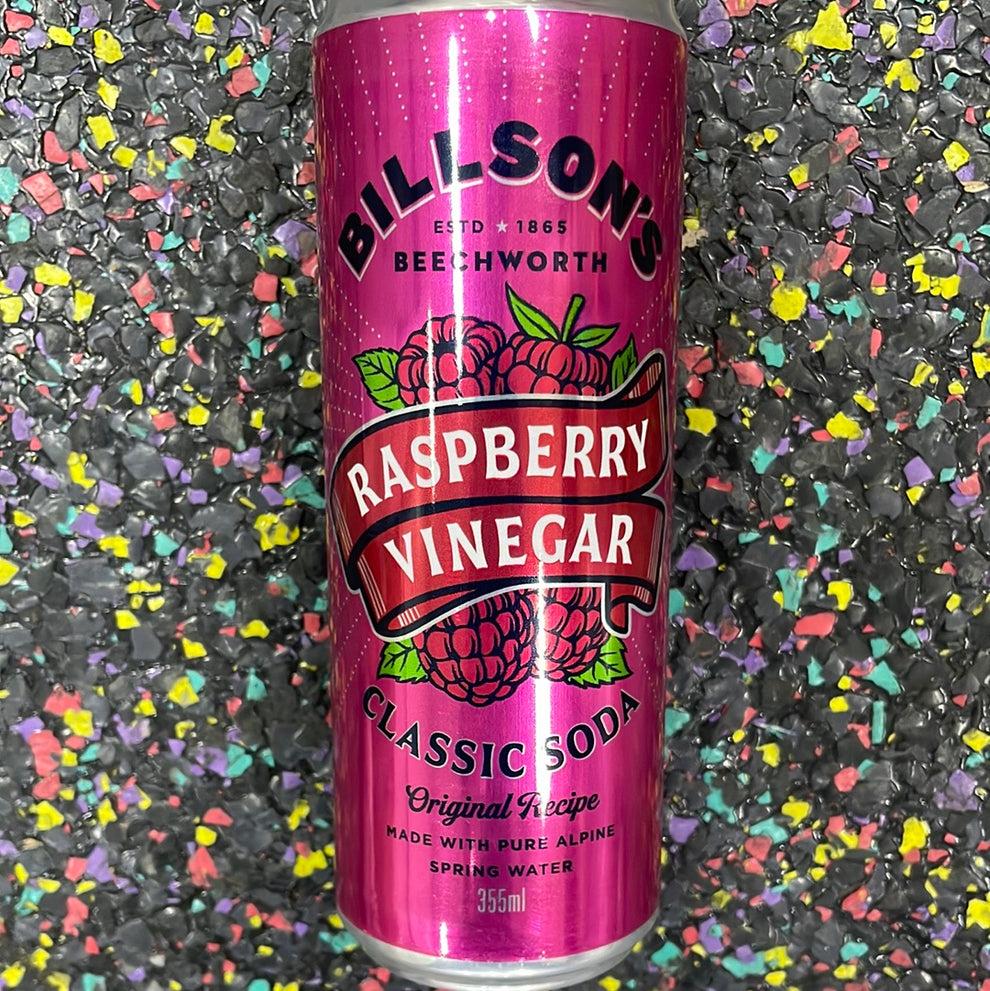 BILLSON'S
ESTD ★ 1865
BEECHWORTH
RASPBERRY
VINEGAR
CLASSIC SODA
Original Recipe
MADE WITH PURE ALPINE
SPRING WATER
355ml